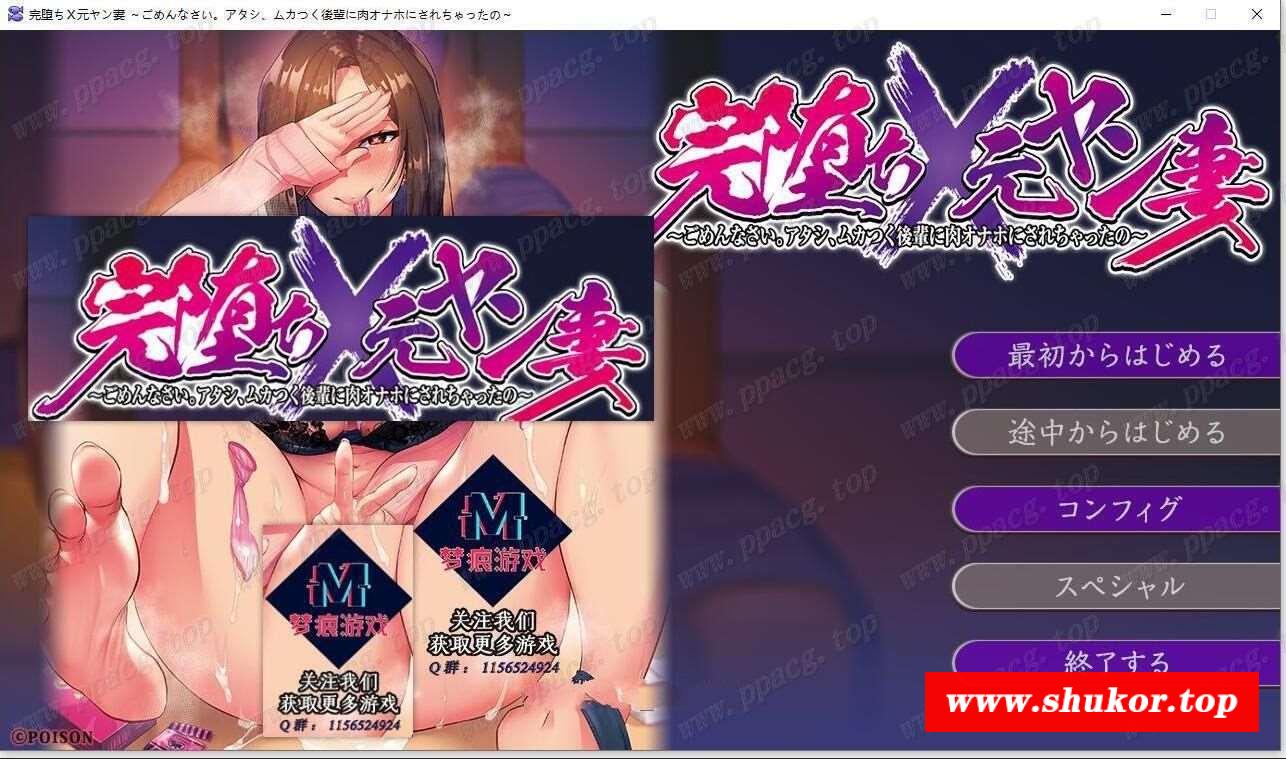 完堕ちX元ヤン妻 ～ごめんなさい。アタシ、ムカつく後輩に肉オナホにされちゃったの～
完堕ちX元ヤン妻
～ごめんなさい。アタシ、ムカつく後輩に肉オナホにされちゃったの～
完堕ちX元ヤン妻
～ごめんなさい。アタシ、ムカつく後輩に肉オナホにされちゃったの～
最初からはじめる
途中からはじめる
コンフィグ
スペシャル
終了する
M
梦痕游戏
关注我们
获取更多游戏
Q群： 1156524924
M
梦痕游戏
关注我们
获取更多游戏
Q群： 1156524924
©POISON
www.shukor.top
www.ppacg.top